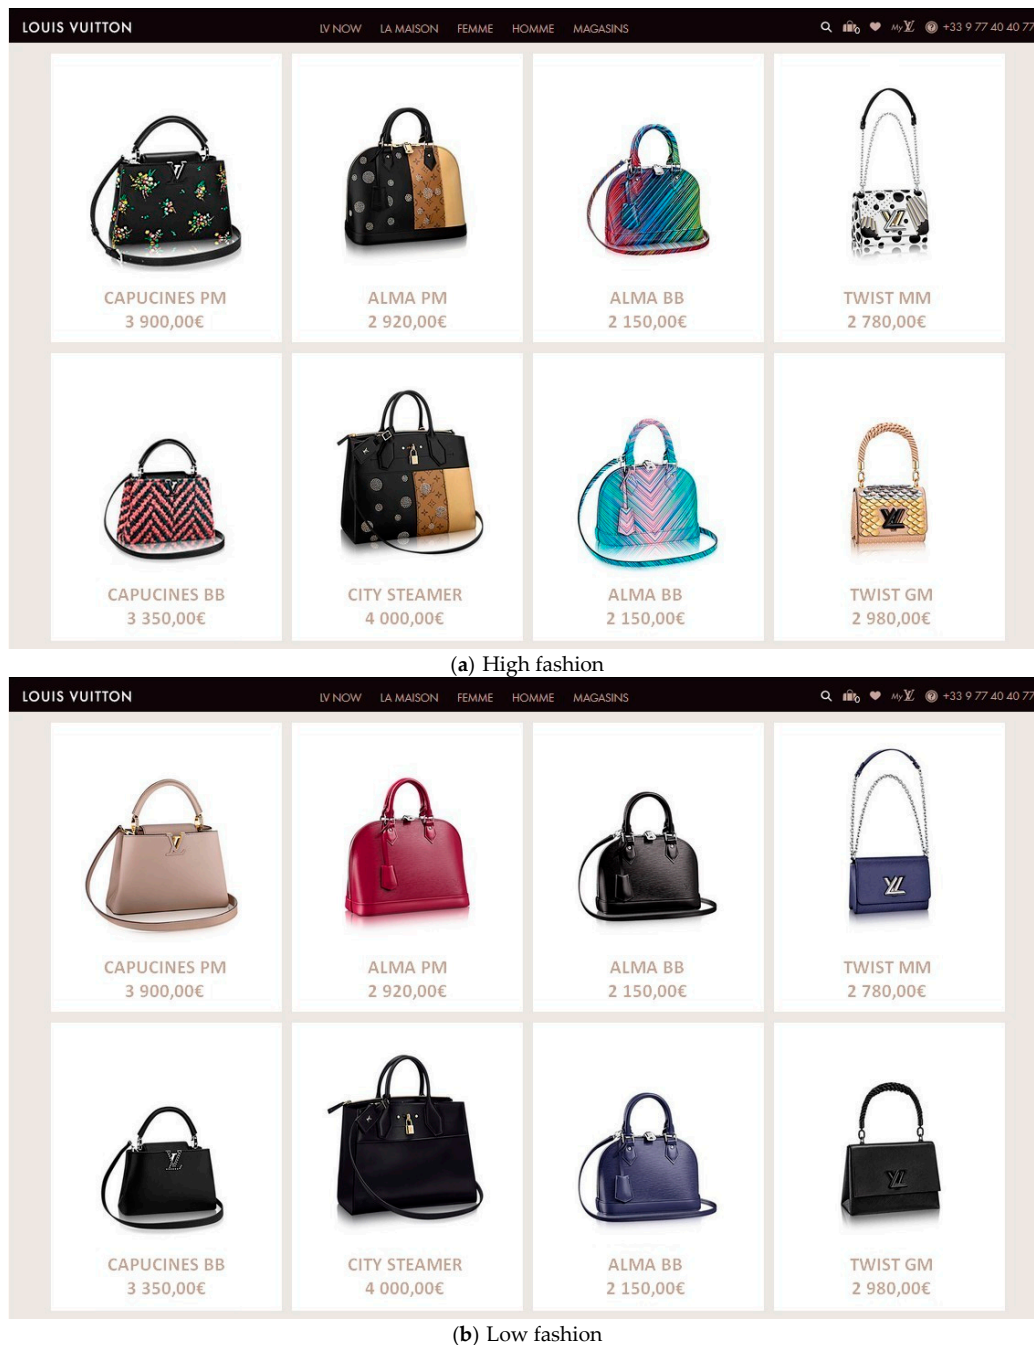 LOUIS VUITTON LV NOW LA MAISON FEMME HOMME MAGASINS 0 My LV ? +33 9 77 40 40 77
CAPUCINES PM ALMA PM ALMA BB TWIST MM
3 900,00€ 2 920,00€ 2 150,00€ 2 780,00€
CAPUCINES BB CITY STEAMER ALMA BB TWIST GM
3 350,00€ 4 000,00€ 2 150,00€ 2 980,00€
(a) High fashion
LOUIS VUITTON LV NOW LA MAISON FEMME HOMME MAGASINS 0 My LV ? +33 9 77 40 40 77
CAPUCINES PM ALMA PM ALMA BB TWIST MM
3 900,00€ 2 920,00€ 2 150,00€ 2 780,00€
CAPUCINES BB CITY STEAMER ALMA BB TWIST GM
3 350,00€ 4 000,00€ 2 150,00€ 2 980,00€
(b) Low fashion